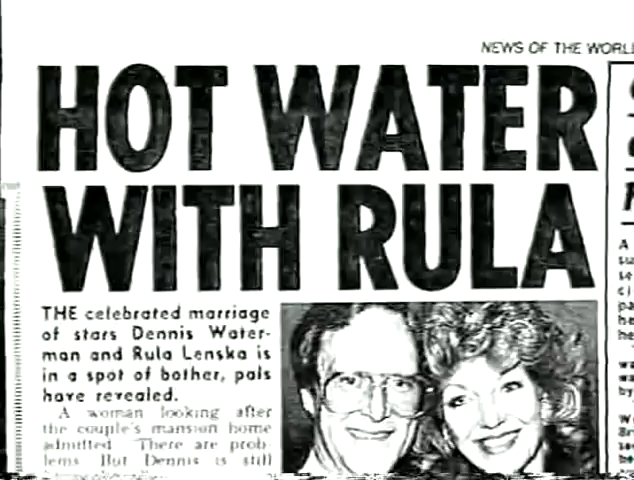 NEWS OF THE WORL
HOT WATER
WITH RULA
THE celebrated marriage
of stars Dennis Water-
man and Rula Lenska is
in a spot of bother, pals
have revealed.
A woman looking after
the couple's mansion home
admitted There are prob-
lems But Dennis is still